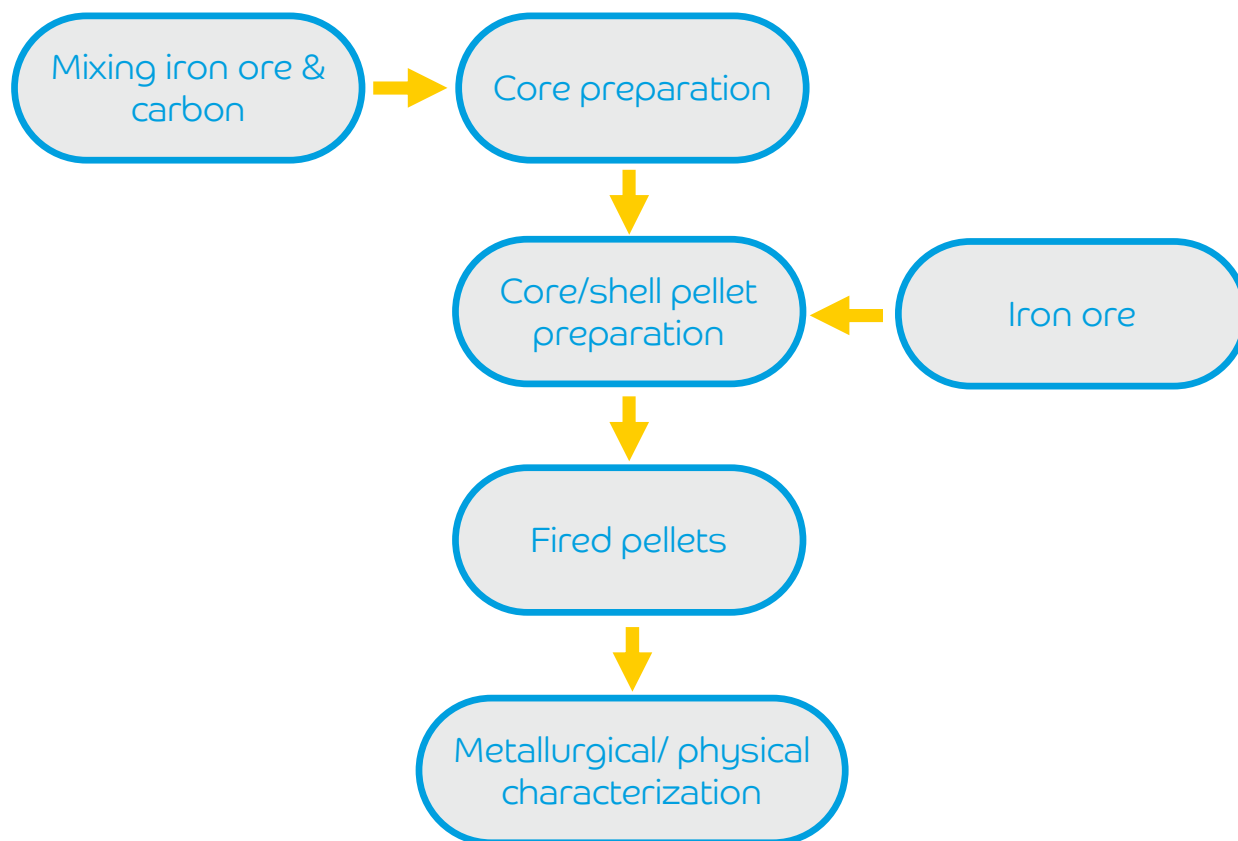 Mixing iron ore &
carbon
Core preparation
Core/shell pellet
preparation
Iron ore
Fired pellets
Metallurgical/ physical
characterization